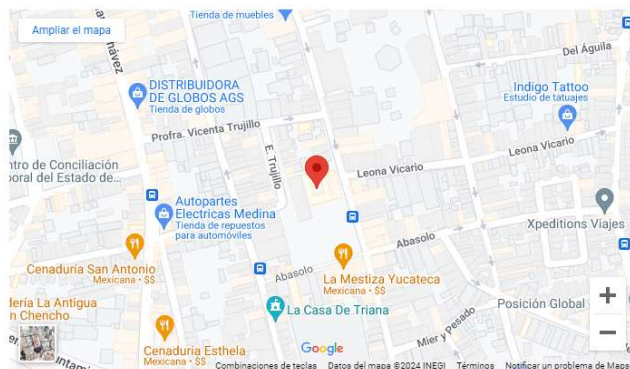 Ampliar el mapa
Tienda de muebles
Chávez
Del Águila
DISTRIBUIDORA
DE GLOBOS AGS
Tienda de globos
Indigo Tattoo
Estudio de tatuajes
Profra. Vicenta Trujillo
E. Trujillo
Leona Vicario
Leona Vicario
ntro de Conciliación
oral del Estado de...
Autopartes
Electricas Medina
Tienda de repuestos
para automóviles
Xpeditions Viajes
Abasolo
Cenaduría San Antonio
Mexicana • $$
Abasolo
La Mestiza Yucateca
Mexicana • $$
dería La Antigua
n Chencho
La Casa De Triana
Posición Global
Mier y Pesado
Cenaduria Esthela
Mexicana • $$
+
−
Google
Combinaciones de teclas
Datos del mapa ©2024 INEGI
Términos
Notificar un problema de Maps